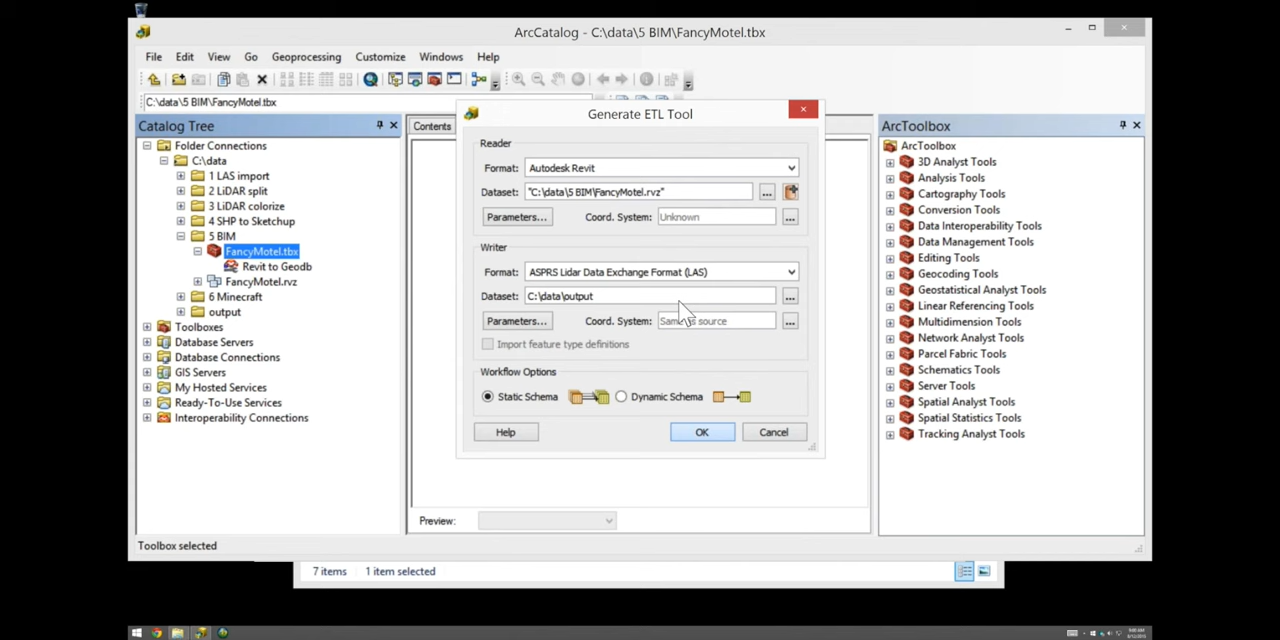 ArcCatalog - C:\data\5 BIM\FancyMotel.tbx
File Edit View Go Geoprocessing Customize Windows Help
C:\data\5 BIM\FancyMotel.tbx
Catalog Tree
Folder Connections
C:\data
1 LAS import
2 LiDAR split
3 LiDAR colorize
4 SHP to Sketchup
5 BIM
FancyMotel.tbx
Revit to Geodb
FancyMotel.rvz
6 Minecraft
output
Toolboxes
Database Servers
Database Connections
GIS Servers
My Hosted Services
Ready-To-Use Services
Interoperability Connections
Contents
Generate ETL Tool
Reader
Format: Autodesk Revit
Dataset: "C:\data\5 BIM\FancyMotel.rvz" ...
Parameters... Coord. System: Unknown ...
Writer
Format: ASPRS Lidar Data Exchange Format (LAS)
Dataset: C:\data\output ...
Parameters... Coord. System: source ...
Import feature type definitions
Workflow Options
Static Schema Dynamic Schema
Help OK Cancel
Preview:
ArcToolbox
ArcToolbox
3D Analyst Tools
Analysis Tools
Cartography Tools
Conversion Tools
Data Interoperability Tools
Data Management Tools
Editing Tools
Geocoding Tools
Geostatistical Analyst Tools
Linear Referencing Tools
Multidimension Tools
Network Analyst Tools
Parcel Fabric Tools
Schematics Tools
Server Tools
Spatial Analyst Tools
Spatial Statistics Tools
Tracking Analyst Tools
Toolbox selected
7 items 1 item selected